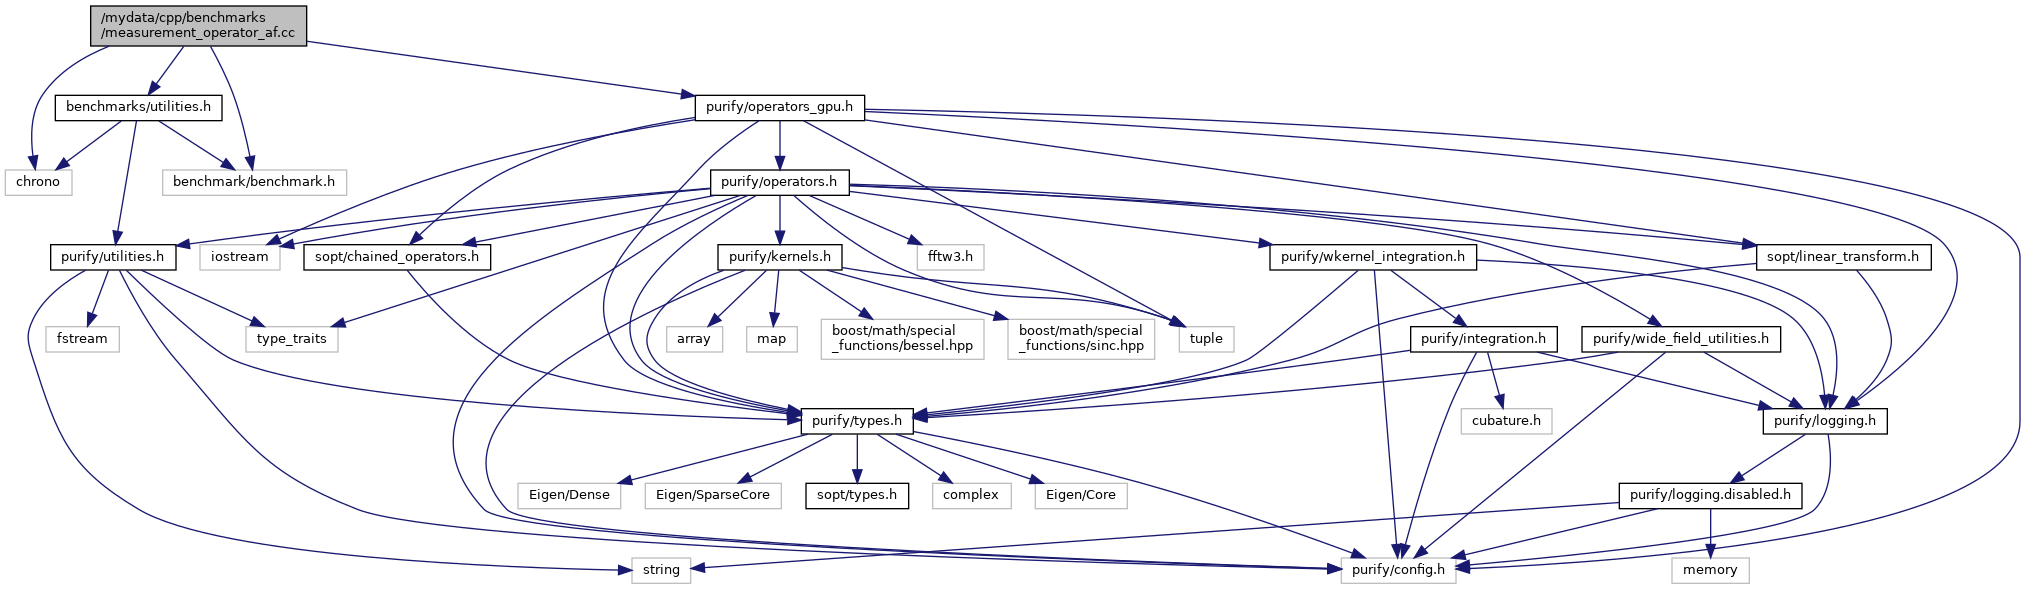 /mydata/cpp/benchmarks
/measurement_operator_af.cc
benchmarks/utilities.h
purify/operators_gpu.h
chrono
benchmark/benchmark.h
purify/operators.h
purify/utilities.h
iostream
sopt/chained_operators.h
purify/kernels.h
fftw3.h
purify/wkernel_integration.h
sopt/linear_transform.h
fstream
type_traits
array
map
boost/math/special
_functions/bessel.hpp
boost/math/special
_functions/sinc.hpp
tuple
purify/integration.h
purify/wide_field_utilities.h
purify/types.h
cubature.h
purify/logging.h
Eigen/Dense
Eigen/SparseCore
sopt/types.h
complex
Eigen/Core
purify/logging.disabled.h
string
purify/config.h
memory